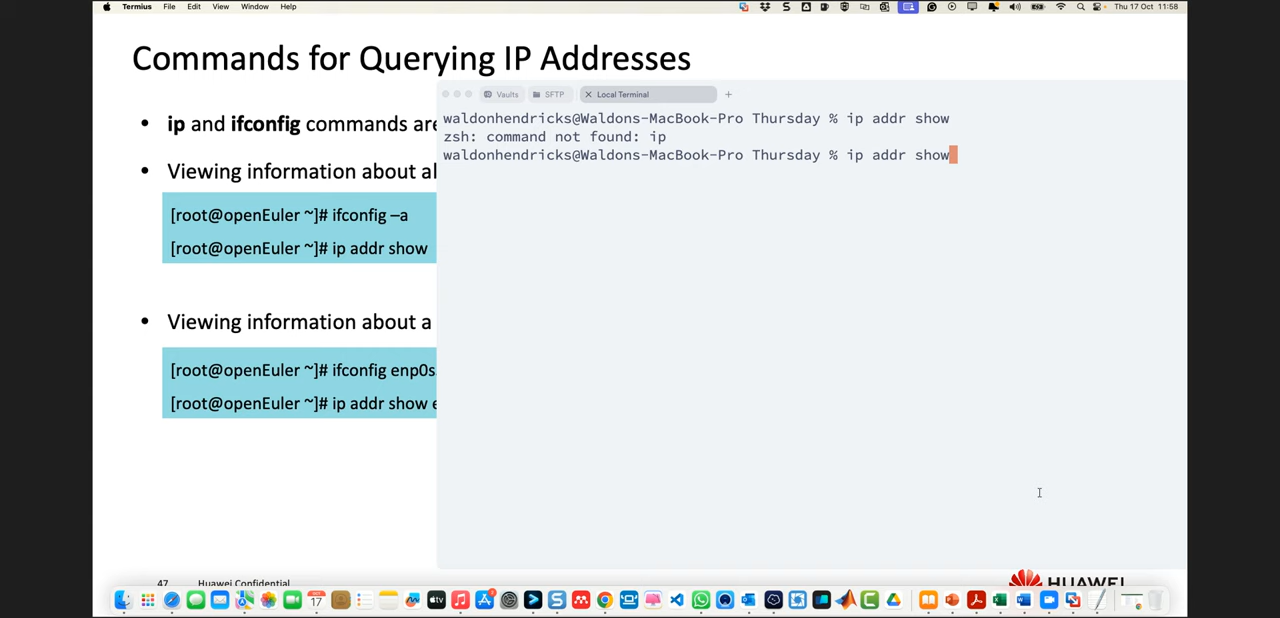 Termius File Edit View Window Help
Thu 17 Oct 11:58
Commands for Querying IP Addresses
• ip and ifconfig commands are
• Viewing information about al
[root@openEuler ~]# ifconfig –a
[root@openEuler ~]# ip addr show
• Viewing information about a
[root@openEuler ~]# ifconfig enp0s
[root@openEuler ~]# ip addr show e
Vaults SFTP Local Terminal
waldonhendricks@Waldons-MacBook-Pro Thursday % ip addr show
zsh: command not found: ip
waldonhendricks@Waldons-MacBook-Pro Thursday % ip addr show
47 Huawei Confidential
HUAWEI
OCT
17
tv